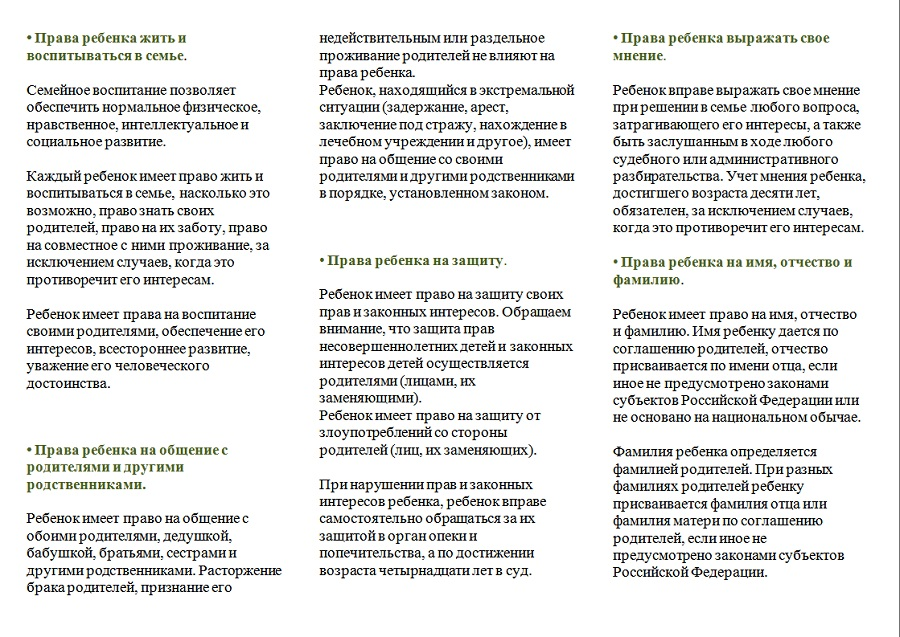 • Права ребенка жить и
воспитываться в семье.
Семейное воспитание позволяет
обеспечить нормальное физическое,
нравственное, интеллектуальное и
социальное развитие.
Каждый ребенок имеет право жить и
воспитываться в семье, насколько это
возможно, право знать своих
родителей, право на их заботу, право
на совместное с ними проживание, за
исключением случаев, когда это
противоречит его интересам.
Ребенок имеет права на воспитание
своими родителями, обеспечение его
интересов, всестороннее развитие,
уважение его человеческого
достоинства.
• Права ребенка на общение с
родителями и другими
родственниками.
Ребенок имеет право на общение с
обоими родителями, дедушкой,
бабушкой, братьями, сестрами и
другими родственниками. Расторжение
брака родителей, признание его
недействительным или раздельное
проживание родителей не влияют на
права ребенка.
Ребенок, находящийся в экстремальной
ситуации (задержание, арест,
заключение под стражу, нахождение в
лечебном учреждении и другое), имеет
право на общение со своими
родителями и другими родственниками
в порядке, установленном законом.
• Права ребенка на защиту.
Ребенок имеет право на защиту своих
прав и законных интересов. Обращаем
внимание, что защита прав
несовершеннолетних детей и законных
интересов детей осуществляется
родителями (лицами, их
заменяющими).
Ребенок имеет право на защиту от
злоупотреблений со стороны
родителей (лиц, их заменяющих).
При нарушении прав и законных
интересов ребенка, ребенок вправе
самостоятельно обращаться за их
защитой в орган опеки и
попечительства, а по достижении
возраста четырнадцати лет в суд.
• Права ребенка выражать свое
мнение.
Ребенок вправе выражать свое мнение
при решении в семье любого вопроса,
затрагивающего его интересы, а также
быть заслушанным в ходе любого
судебного или административного
разбирательства. Учет мнения ребенка,
достигшего возраста десяти лет,
обязателен, за исключением случаев,
когда это противоречит его интересам.
• Права ребенка на имя, отчество и
фамилию.
Ребенок имеет право на имя, отчество
и фамилию. Имя ребенку дается по
соглашению родителей, отчество
присваивается по имени отца, если
иное не предусмотрено законами
субъектов Российской Федерации или
не основано на национальном обычае.
Фамилия ребенка определяется
фамилией родителей. При разных
фамилиях родителей ребенку
присваивается фамилия отца или
фамилия матери по соглашению
родителей, если иное не
предусмотрено законами субъектов
Российской Федерации.